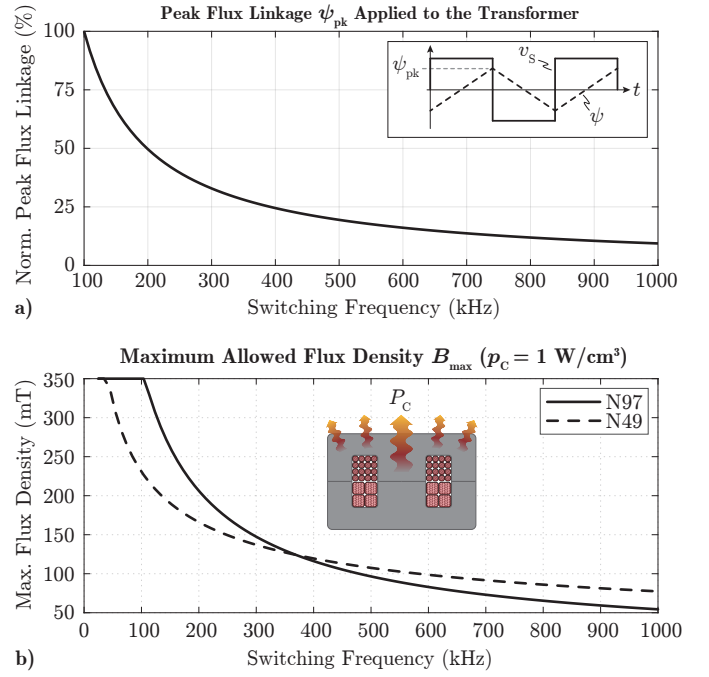 Peak Flux Linkage ψpk Applied to the Transformer
Norm. Peak Flux Linkage (%)
100
75
50
25
0
ψpk
vS
t
ψ
100 200 300 400 500 600 700 800 900 1000
a)
Switching Frequency (kHz)
Maximum Allowed Flux Density Bmax (pC = 1 W/cm³)
Max. Flux Density (mT)
350
300
250
200
150
100
50
PC
N97
N49
0 100 200 300 400 500 600 700 800 900 1000
b)
Switching Frequency (kHz)